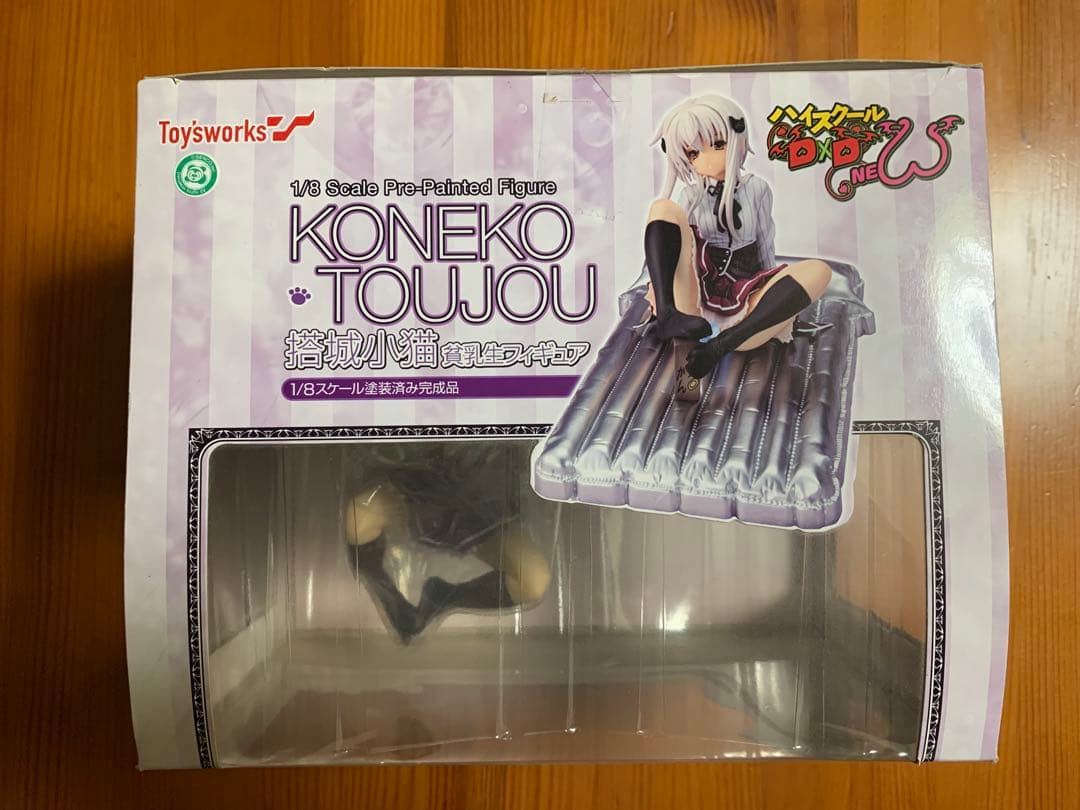 Toy'sworks
1/8 Scale Pre-Painted Figure
KONEKO
TOUJOU
搭城小猫 貧乳生フィギュア
1/8スケール塗装済み完成品
ハイスクール
D×D
NEW